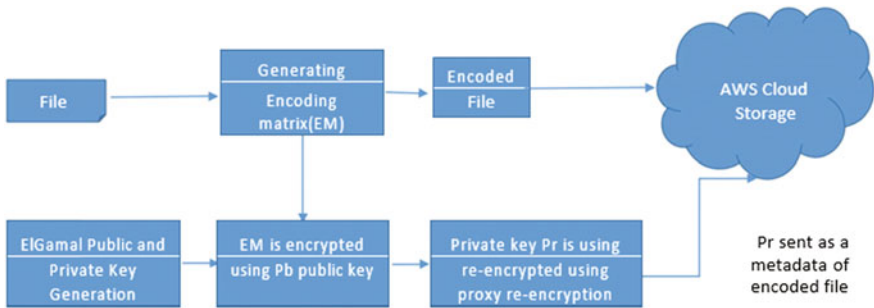 File
Generating
Encoding
matrix(EM)
Encoded
File
AWS Cloud
Storage
ElGamal Public and
Private Key
Generation
EM is encrypted
using Pb public key
Private key Pr is using
re-encrypted using
proxy re-encryption
Pr sent as a
metadata of
encoded file